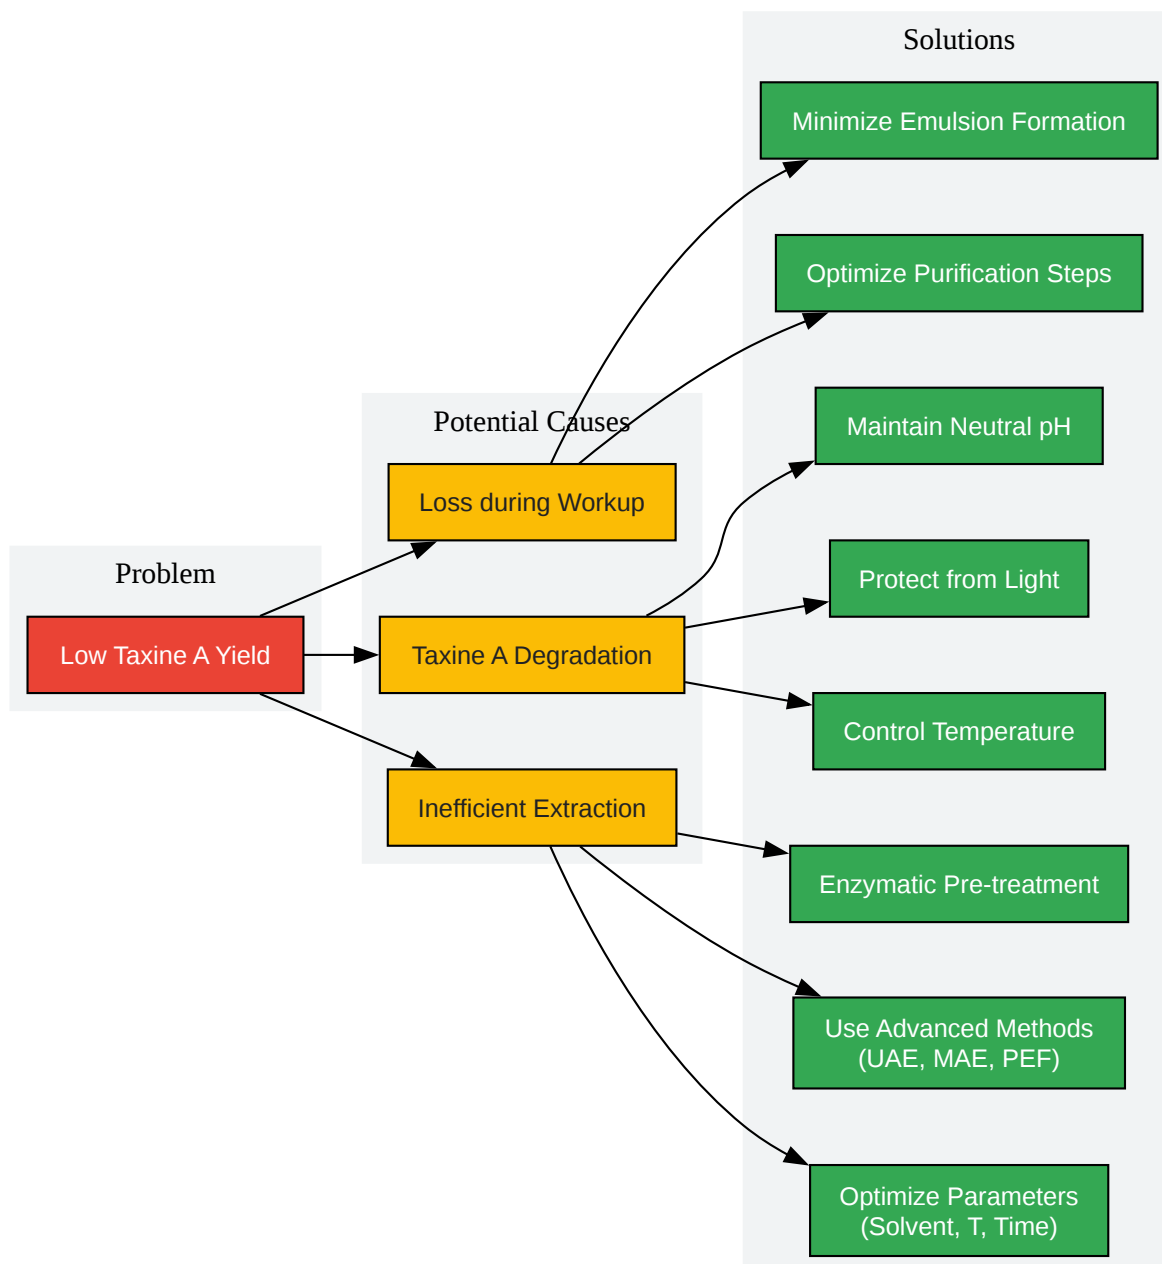 Problem
Low Taxine A Yield
Potential Causes
Loss during Workup
Taxine A Degradation
Inefficient Extraction
Solutions
Minimize Emulsion Formation
Optimize Purification Steps
Maintain Neutral pH
Protect from Light
Control Temperature
Enzymatic Pre-treatment
Use Advanced Methods
(UAE, MAE, PEF)
Optimize Parameters
(Solvent, T, Time)